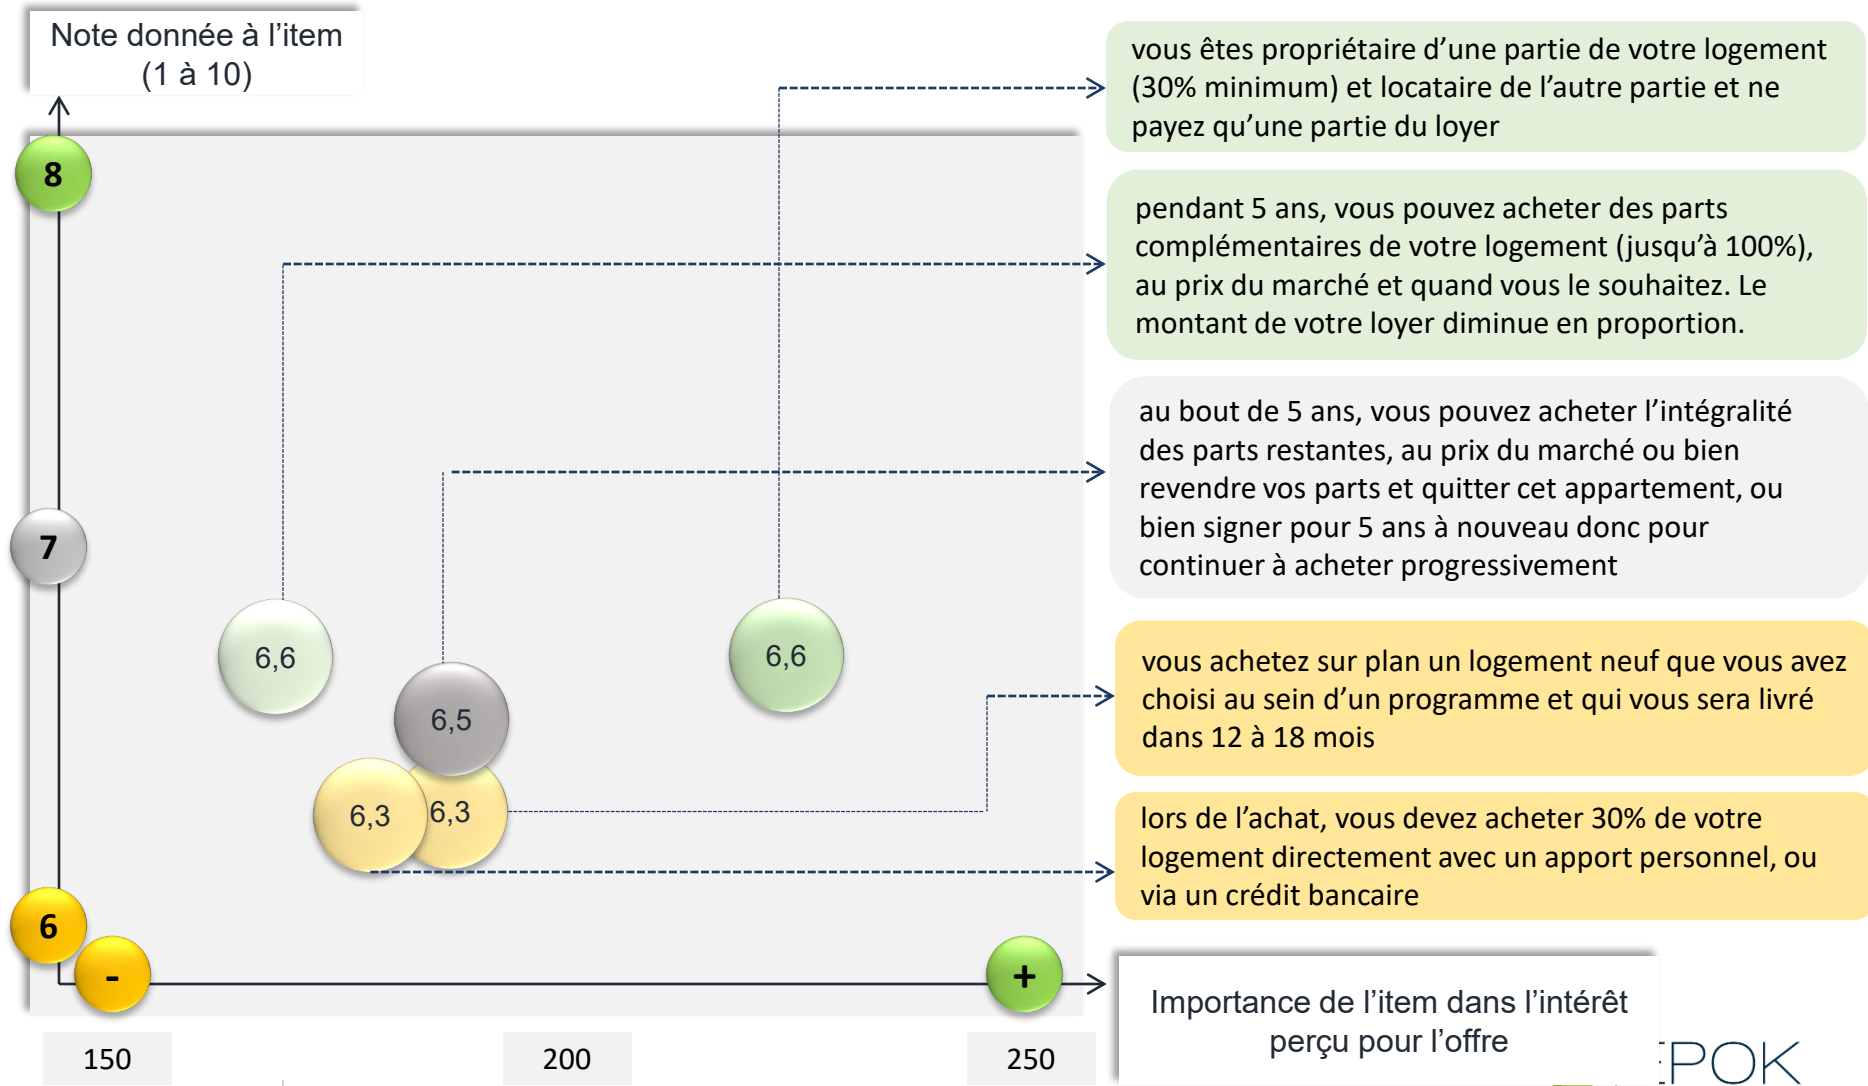 Note donnée à l’item
(1 à 10)
8
7
6
-
+
6,6
6,6
6,5
6,3
6,3
vous êtes propriétaire d’une partie de votre logement
(30% minimum) et locataire de l’autre partie et ne
payez qu’une partie du loyer
pendant 5 ans, vous pouvez acheter des parts
complémentaires de votre logement (jusqu’à 100%),
au prix du marché et quand vous le souhaitez. Le
montant de votre loyer diminue en proportion.
au bout de 5 ans, vous pouvez acheter l’intégralité
des parts restantes, au prix du marché ou bien
revendre vos parts et quitter cet appartement, ou
bien signer pour 5 ans à nouveau donc pour
continuer à acheter progressivement
vous achetez sur plan un logement neuf que vous avez
choisi au sein d’un programme et qui vous sera livré
dans 12 à 18 mois
lors de l’achat, vous devez acheter 30% de votre
logement directement avec un apport personnel, ou
via un crédit bancaire
Importance de l’item dans l’intérêt
perçu pour l’offre
150
200
250